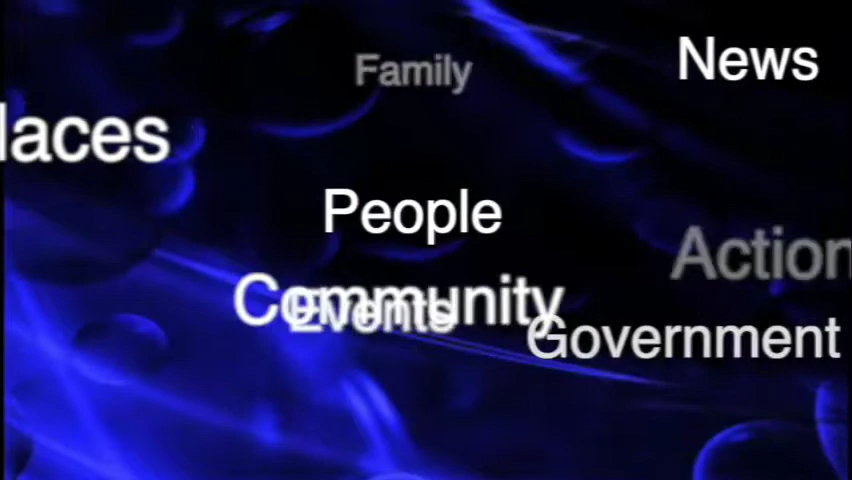 News
Family
laces
People
Action
Community
Events
Government